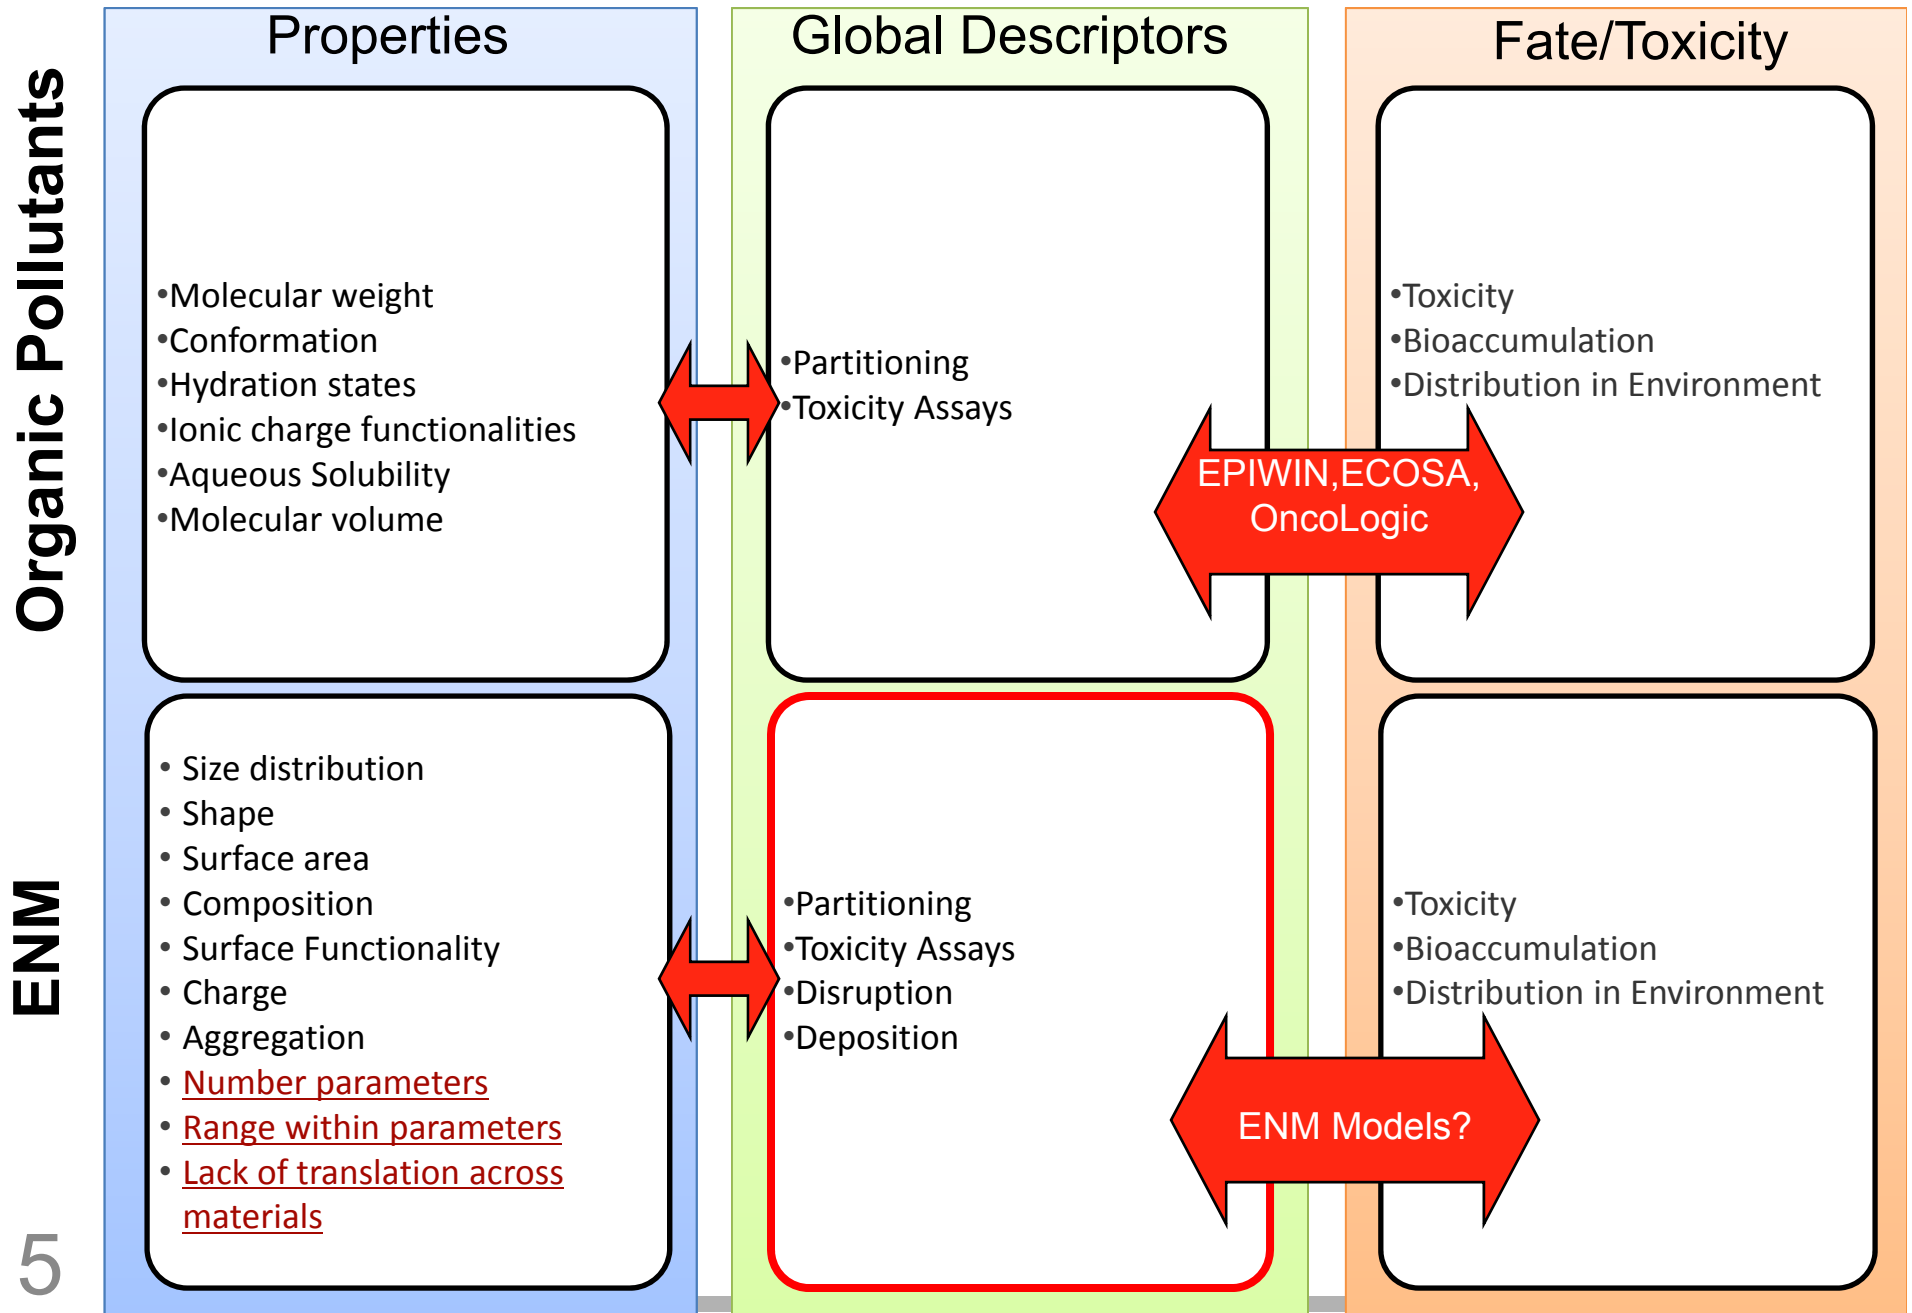 Properties
Global Descriptors
Fate/Toxicity
Organic Pollutants
•Molecular weight
•Conformation
•Hydration states
•Ionic charge functionalities
•Aqueous Solubility
•Molecular volume
•Partitioning
•Toxicity Assays
EPIWIN,ECOSA,
OncoLogic
•Toxicity
•Bioaccumulation
•Distribution in Environment
ENM
• Size distribution
• Shape
• Surface area
• Composition
• Surface Functionality
• Charge
• Aggregation
• Number parameters
• Range within parameters
• Lack of translation across
materials
•Partitioning
•Toxicity Assays
•Disruption
•Deposition
ENM Models?
•Toxicity
•Bioaccumulation
•Distribution in Environment
5